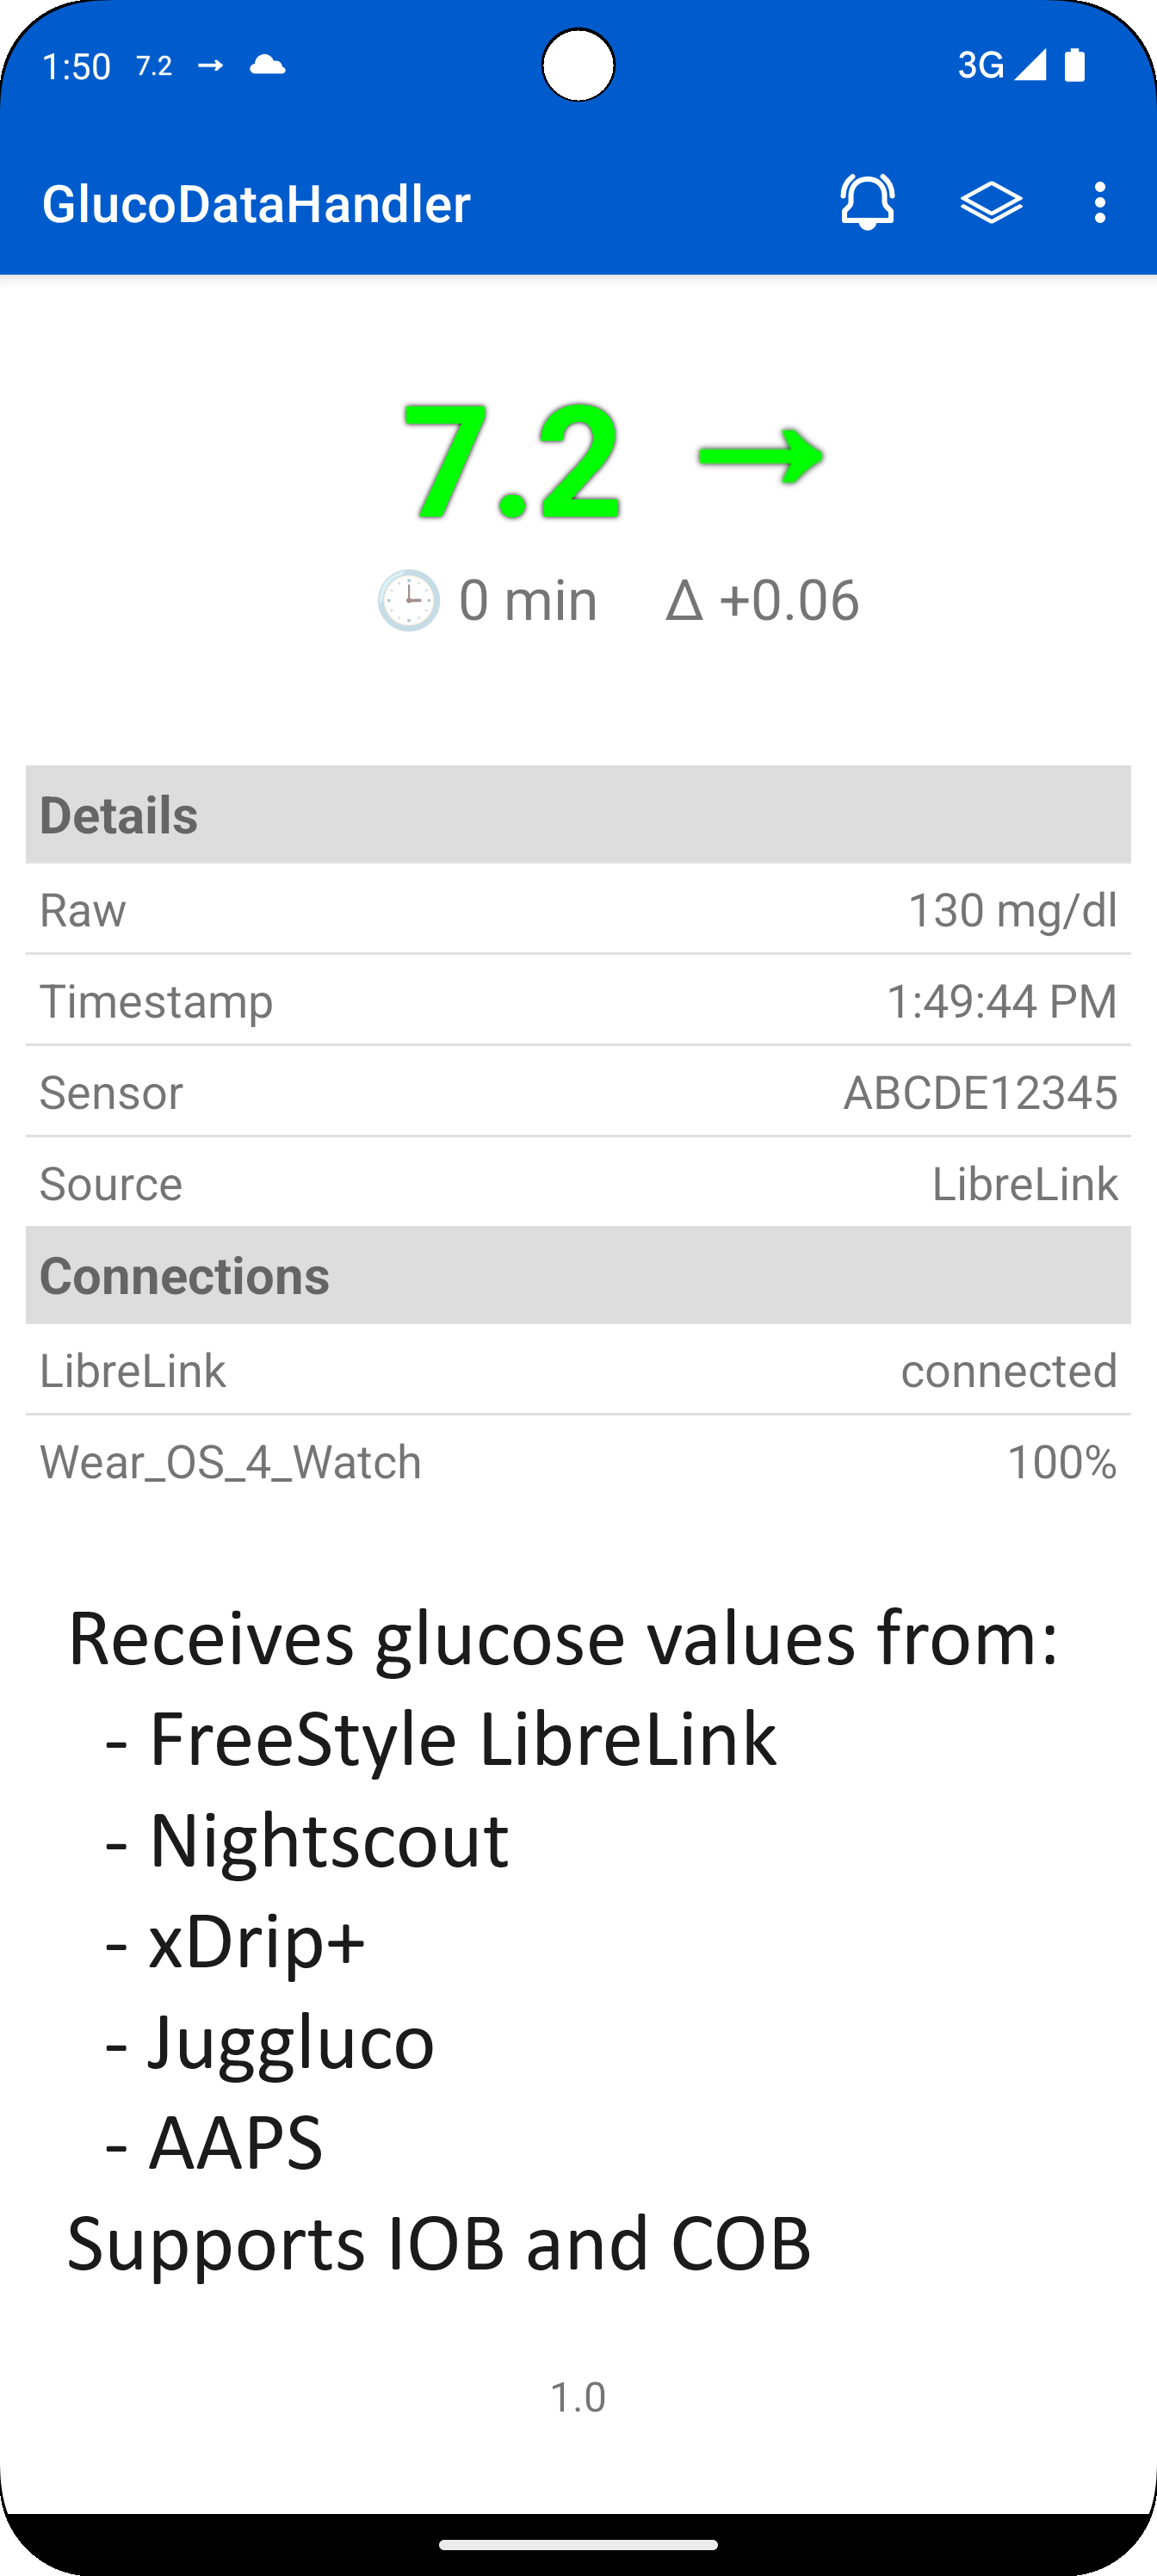 1:50 7.2 → 3G
GlucoDataHandler
7.2 →
🕒 0 min Δ +0.06
Details
Raw 130 mg/dl
Timestamp 1:49:44 PM
Sensor ABCDE12345
Source LibreLink
Connections
LibreLink connected
Wear_OS_4_Watch 100%
Receives glucose values from:
- FreeStyle LibreLink
- Nightscout
- xDrip+
- Juggluco
- AAPS
Supports IOB and COB
1.0